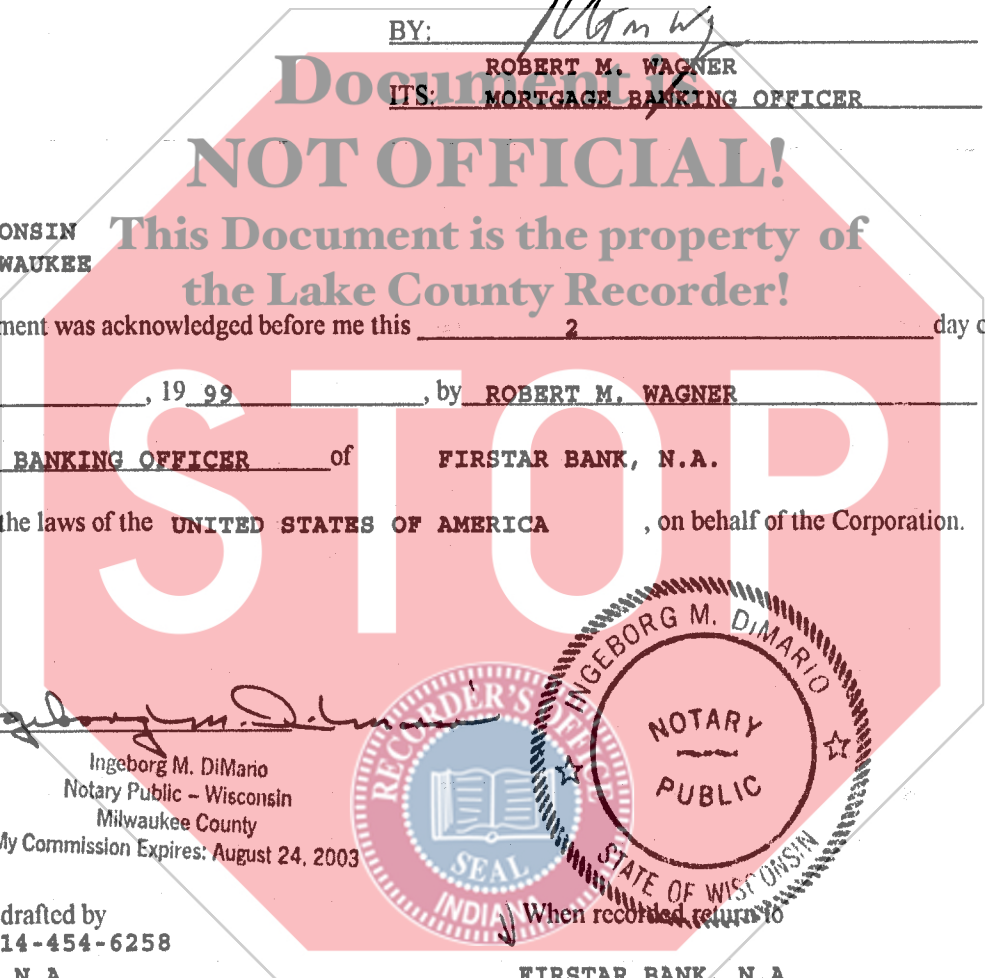 BY:
ROBERT M. WAGNER
ITS: MORTGAGE BANKING OFFICER
Document is
NOT OFFICIAL!
This Document is the property of
the Lake County Recorder!
ONSIN
WAUKEE
ment was acknowledged before me this 2 day o
, 19 99 , by ROBERT M. WAGNER
BANKING OFFICER of FIRSTAR BANK, N.A.
the laws of the UNITED STATES OF AMERICA , on behalf of the Corporation.
STOP
INGEBORG M. DiMARIO
NOTARY
PUBLIC
STATE OF WISCONSIN
RECORDER'S OFFICE
SEAL
INDIANA
Ingeborg M. DiMario
Notary Public – Wisconsin
Milwaukee County
My Commission Expires: August 24, 2003
drafted by
14-454-6258
N.A.
When recorded return to
FIRSTAR BANK, N.A.